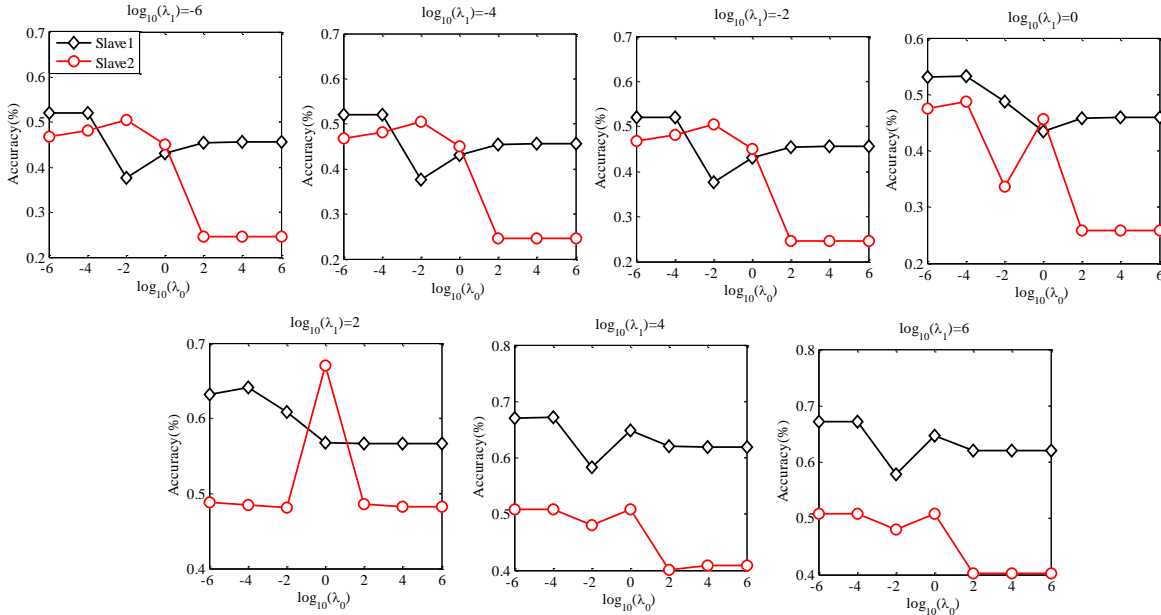 log10(λ1)=-6
0.7
0.6
0.5
0.4
0.3
0.2
Accuracy(%)
Slave1
Slave2
-6 -4 -2 0 2 4 6
log10(λ0)
log10(λ1)=-4
0.7
0.6
0.5
0.4
0.3
0.2
Accuracy(%)
-6 -4 -2 0 2 4 6
log10(λ0)
log10(λ1)=-2
0.7
0.6
0.5
0.4
0.3
0.2
Accuracy(%)
-6 -4 -2 0 2 4 6
log10(λ0)
log10(λ1)=0
0.6
0.5
0.4
0.3
0.2
Accuracy(%)
-6 -4 -2 0 2 4 6
log10(λ0)
log10(λ1)=2
0.7
0.6
0.5
0.4
Accuracy(%)
-6 -4 -2 0 2 4 6
log10(λ0)
log10(λ1)=4
0.8
0.7
0.6
0.5
0.4
Accuracy(%)
-6 -4 -2 0 2 4 6
log10(λ0)
log10(λ1)=6
0.8
0.7
0.6
0.5
0.4
Accuracy(%)
-6 -4 -2 0 2 4 6
log10(λ0)